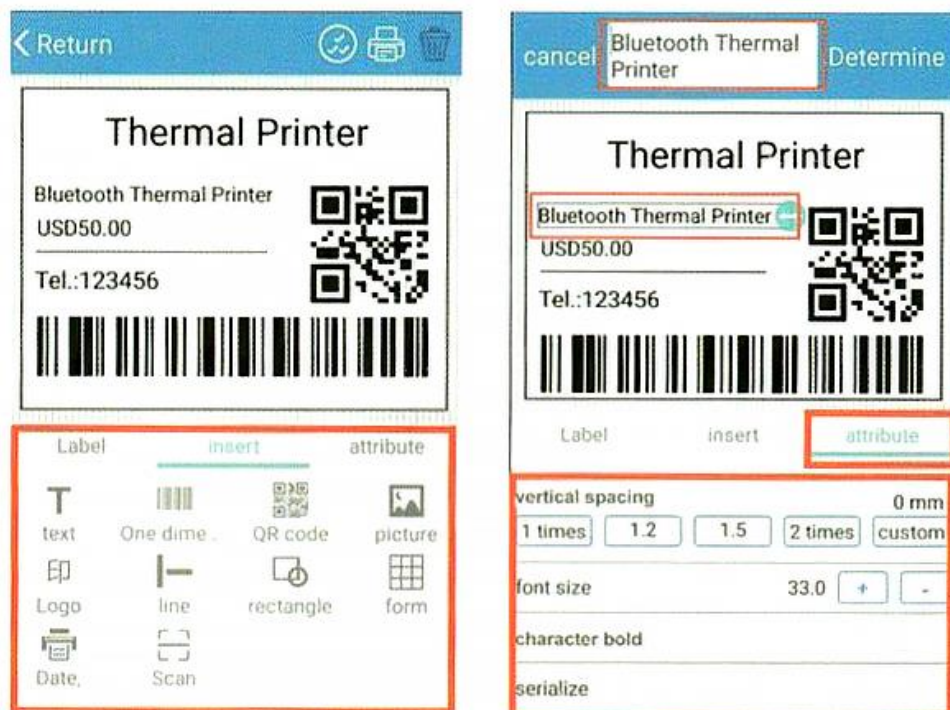 Return
Thermal Printer
Bluetooth Thermal Printer
USD50.00
Tel.:123456
Label insert attribute
text One dime . QR code picture
Logo line rectangle form
Date, Scan
cancel Bluetooth Thermal Printer Determine
Thermal Printer
Bluetooth Thermal Printer
USD50.00
Tel.:123456
Label insert attribute
vertical spacing 0 mm
1 times 1.2 1.5 2 times custom
font size 33.0 + -
character bold
serialize